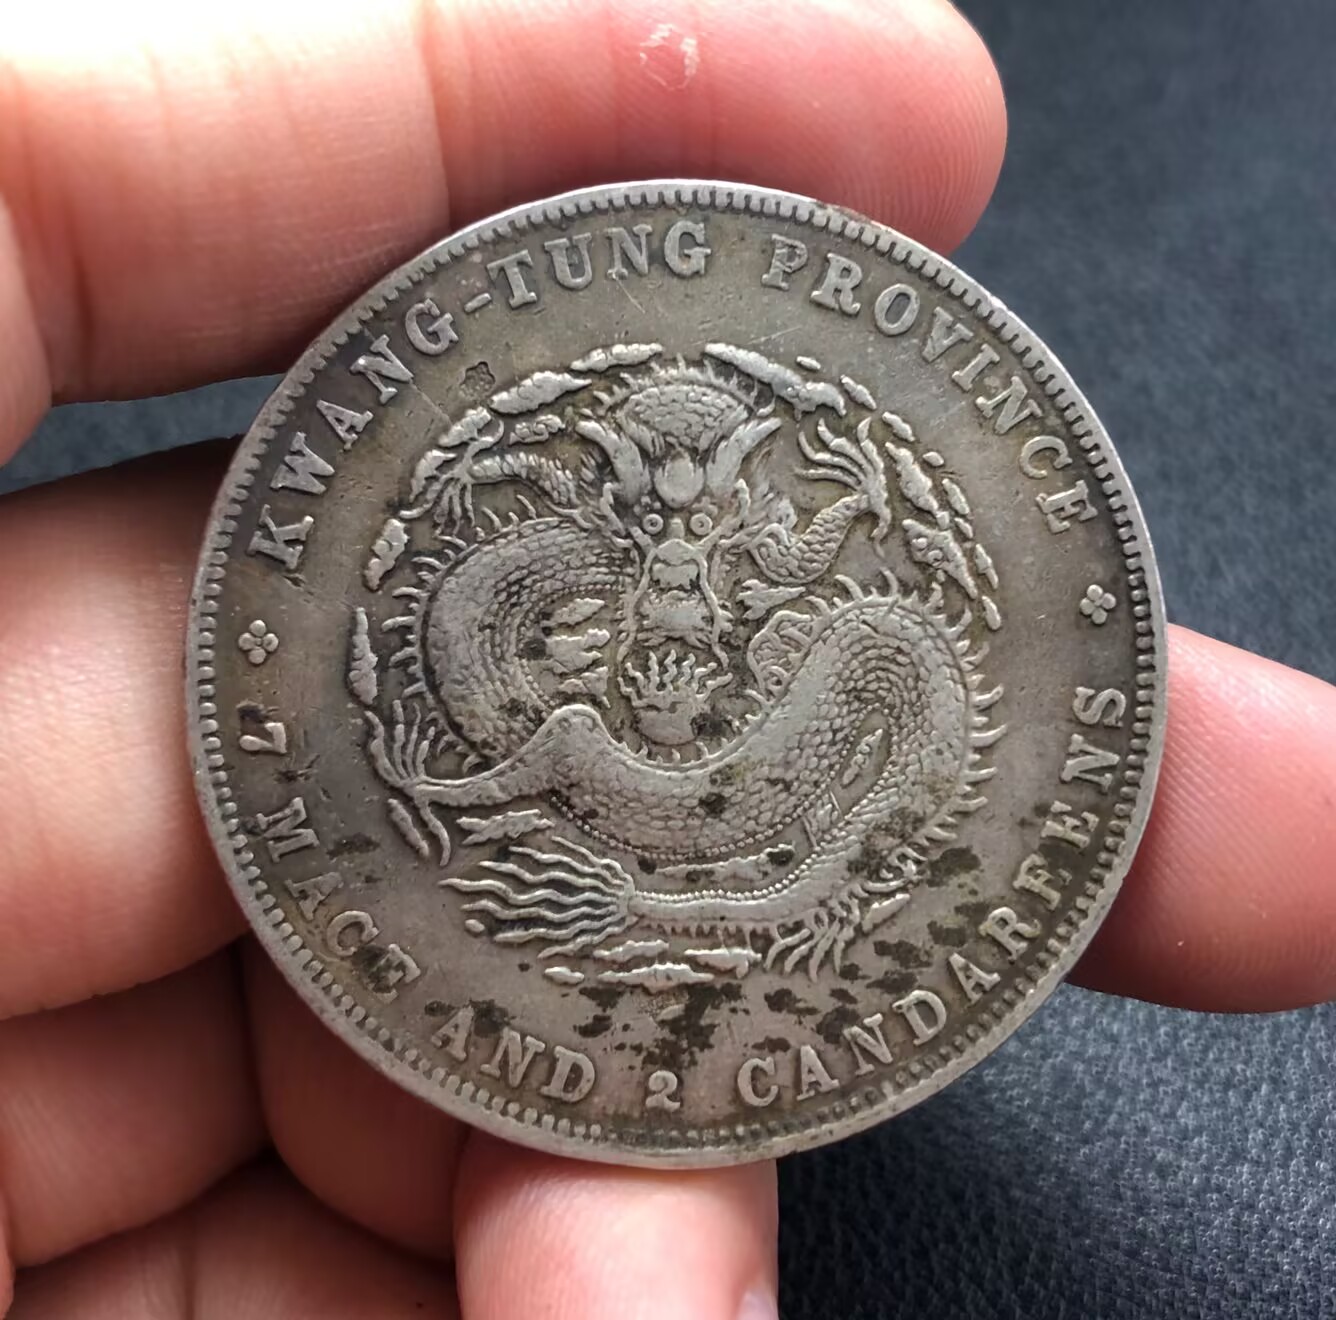 KWANG-TUNG PROVINCE
7 MACE AND 2 CANDAREENS